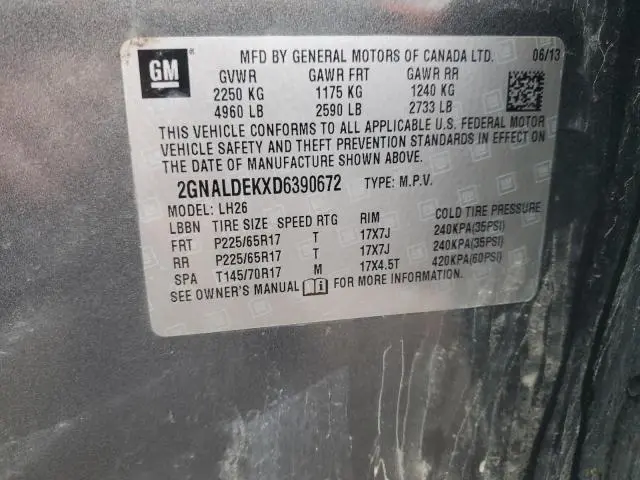 GM
MFD BY GENERAL MOTORS OF CANADA LTD. 06/13
GVWR GAWR FRT GAWR RR
2250 KG 1175 KG 1240 KG
4960 LB 2590 LB 2733 LB
THIS VEHICLE CONFORMS TO ALL APPLICABLE U.S. FEDERAL MOTOR
VEHICLE SAFETY AND THEFT PREVENTION STANDARDS IN EFFECT ON
THE DATE OF MANUFACTURE SHOWN ABOVE.
2GNALDEKXD6390672 TYPE: M.P.V.
MODEL: LH26
LBBN TIRE SIZE SPEED RTG RIM COLD TIRE PRESSURE
FRT P225/65R17 T 17X7J 240KPA(35PSI)
RR P225/65R17 T 17X7J 240KPA(35PSI)
SPA T145/70R17 M 17X4.5T 420KPA(60PSI)
SEE OWNER'S MANUAL FOR MORE INFORMATION.